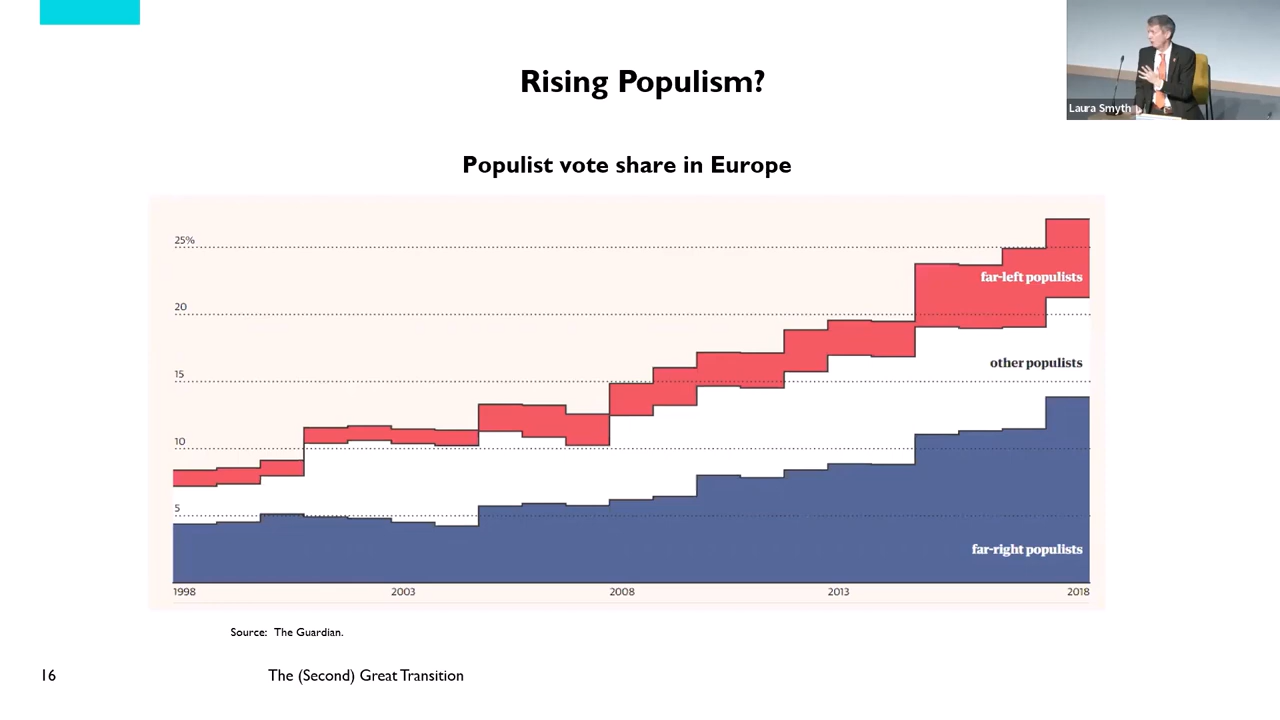 Rising Populism?
Laura Smyth
Populist vote share in Europe
25%
far-left populists
20
other populists
15
10
5
far-right populists
1998 2003 2008 2013 2018
Source: The Guardian.
16 The (Second) Great Transition